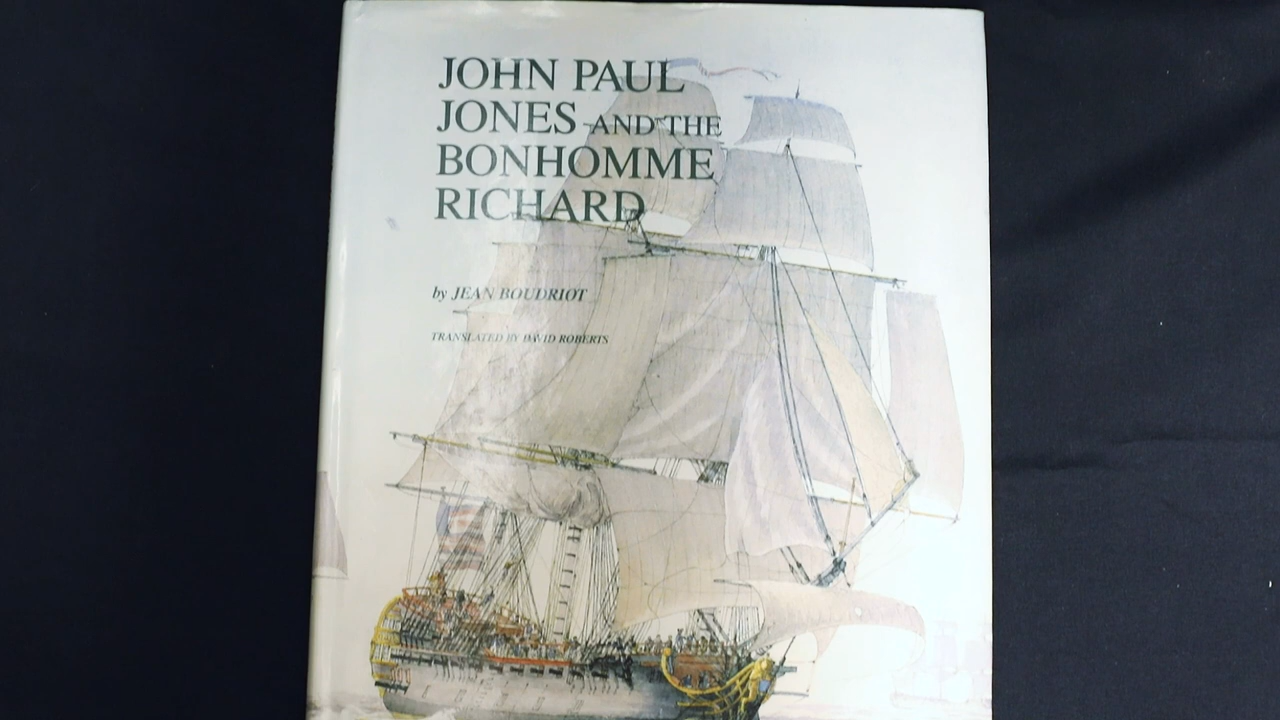 JOHN PAUL
JONES AND THE
BONHOMME
RICHARD
by JEAN BOUDRIOT
TRANSLATED BY DAVID ROBERTS